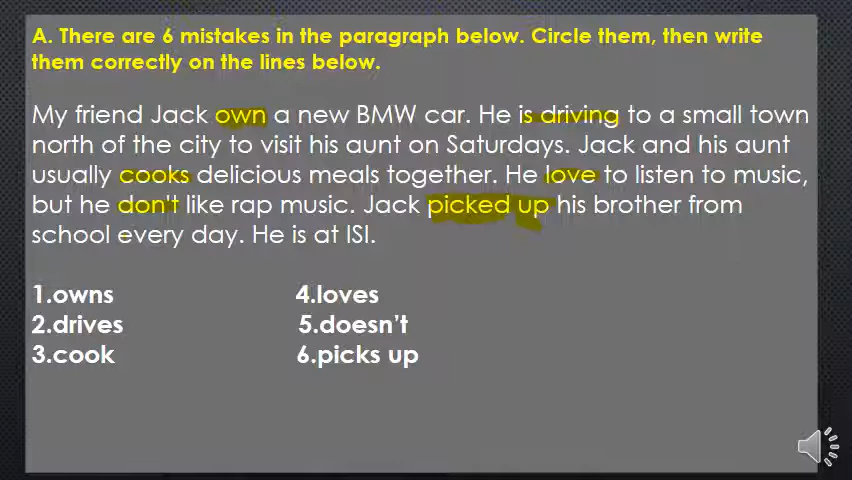 A. There are 6 mistakes in the paragraph below. Circle them, then write
them correctly on the lines below.
My friend Jack own a new BMW car. He is driving to a small town
north of the city to visit his aunt on Saturdays. Jack and his aunt
usually cooks delicious meals together. He love to listen to music,
but he don't like rap music. Jack picked up his brother from
school every day. He is at ISI.
1.owns 4.loves
2.drives 5.doesn’t
3.cook 6.picks up